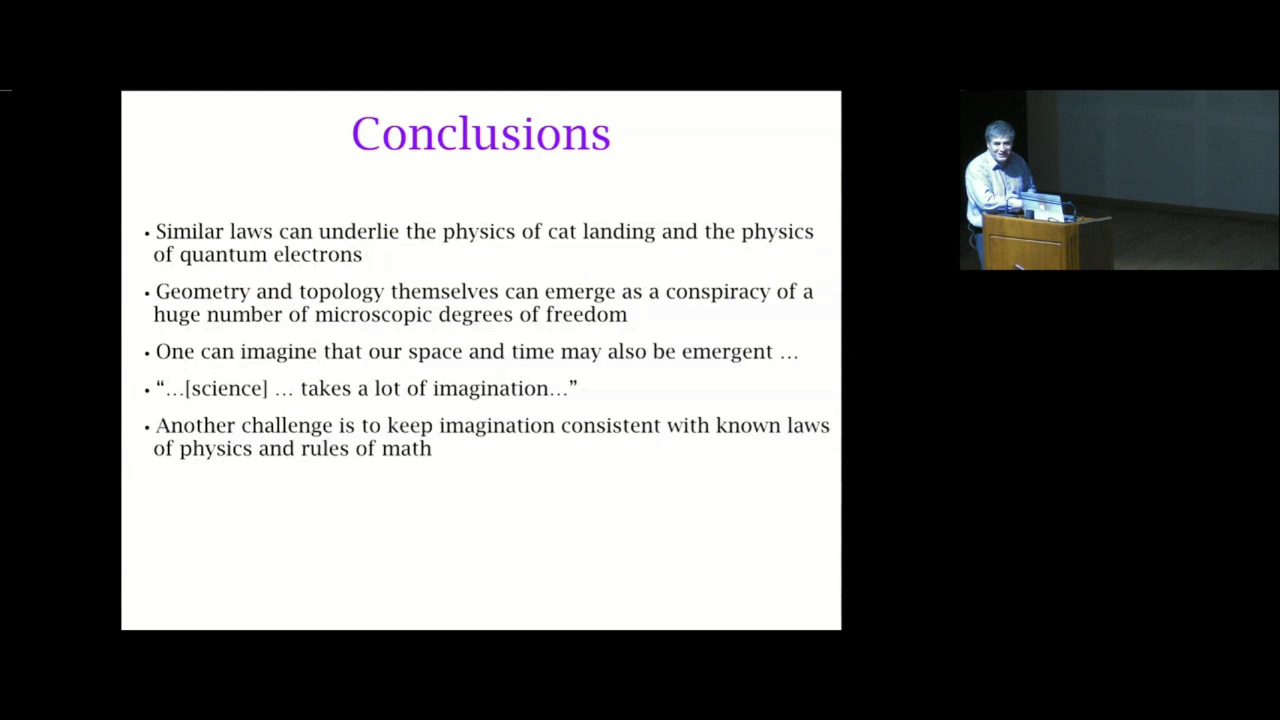 Conclusions
• Similar laws can underlie the physics of cat landing and the physics
of quantum electrons
• Geometry and topology themselves can emerge as a conspiracy of a
huge number of microscopic degrees of freedom
• One can imagine that our space and time may also be emergent …
• “…[science] … takes a lot of imagination…”
• Another challenge is to keep imagination consistent with known laws
of physics and rules of math